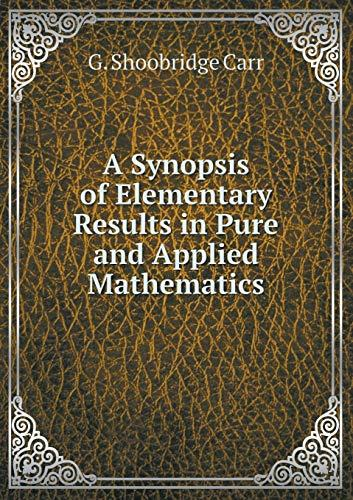 G. Shoobridge Carr
A Synopsis
of Elementary
Results in Pure
and Applied
Mathematics